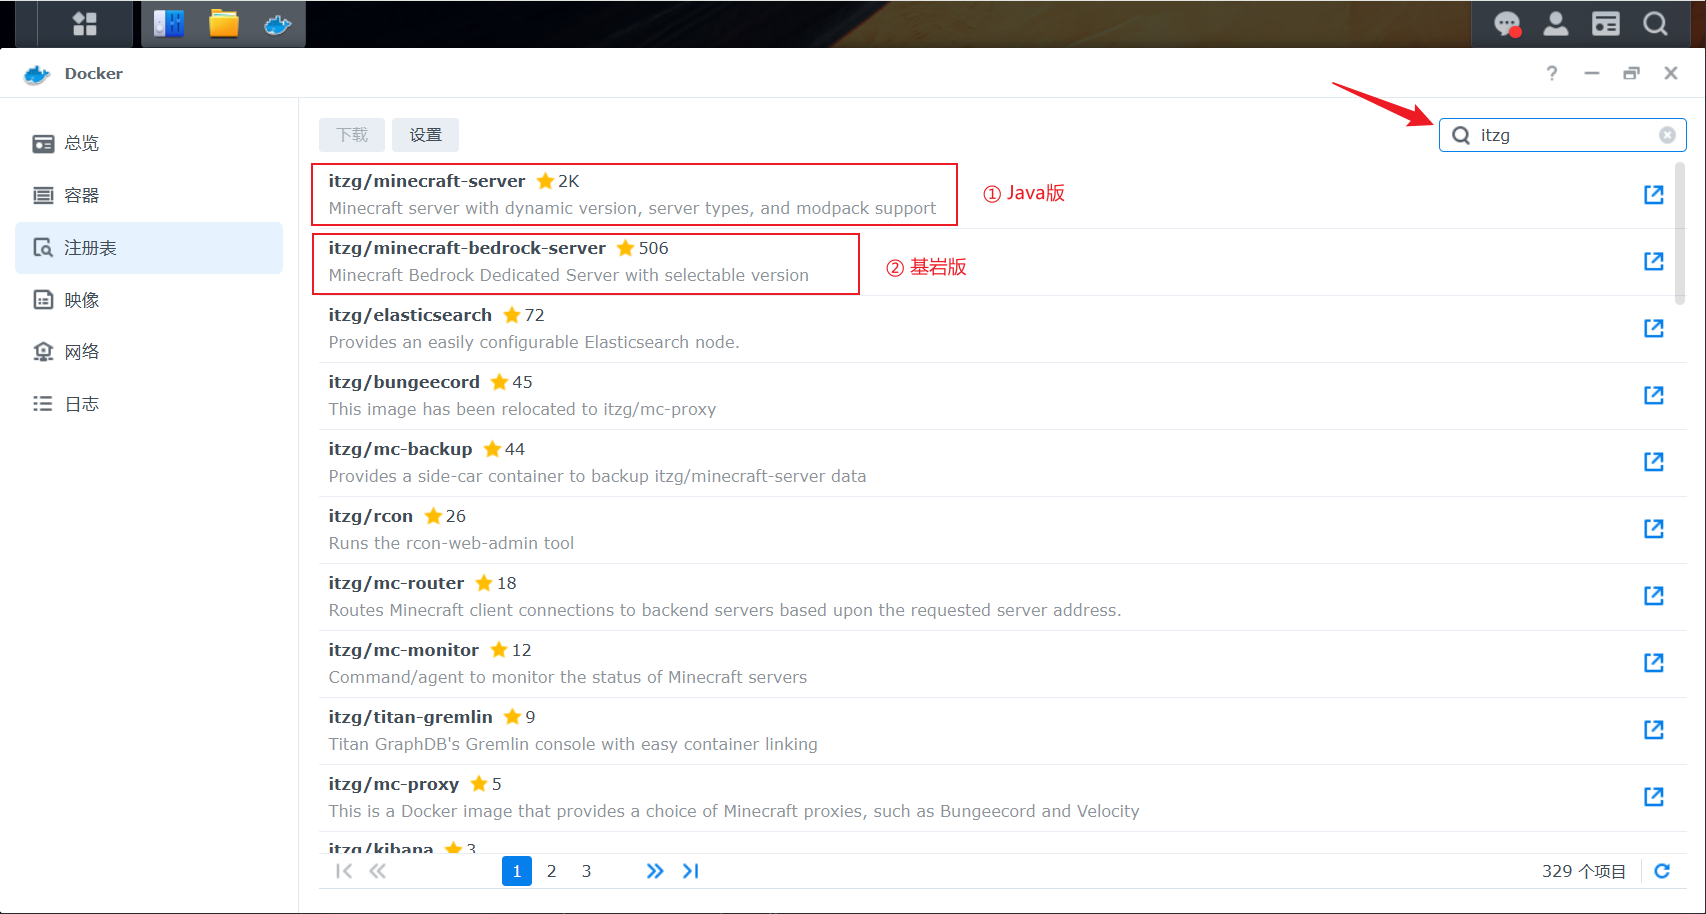 Docker
?
总览
容器
注册表
映像
网络
日志
下载 设置
itzg
itzg/minecraft-server 2K
Minecraft server with dynamic version, server types, and modpack support
① Java版
itzg/minecraft-bedrock-server 506
Minecraft Bedrock Dedicated Server with selectable version
② 基岩版
itzg/elasticsearch 72
Provides an easily configurable Elasticsearch node.
itzg/bungeecord 45
This image has been relocated to itzg/mc-proxy
itzg/mc-backup 44
Provides a side-car container to backup itzg/minecraft-server data
itzg/rcon 26
Runs the rcon-web-admin tool
itzg/mc-router 18
Routes Minecraft client connections to backend servers based upon the requested server address.
itzg/mc-monitor 12
Command/agent to monitor the status of Minecraft servers
itzg/titan-gremlin 9
Titan GraphDB's Gremlin console with easy container linking
itzg/mc-proxy 5
This is a Docker image that provides a choice of Minecraft proxies, such as Bungeecord and Velocity
itzg/kibana 3
1 2 3
329 个项目